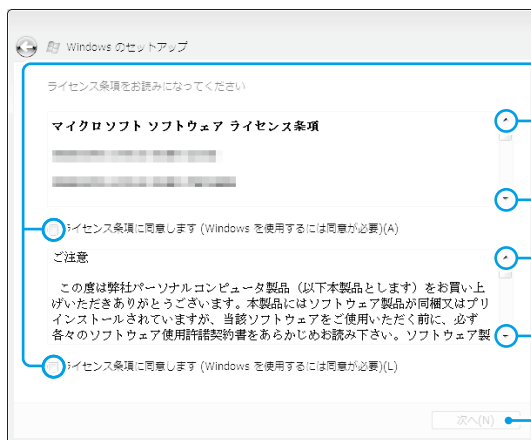 Windows のセットアップ
ライセンス条項をお読みになってください
マイクロソフト ソフトウェア ライセンス条項
ライセンス条項に同意します (Windows を使用するには同意が必要)(A)
ご注意
この度は弊社パーソナルコンピュータ製品（以下本製品とします）をお買い上
げいただきありがとうございます。本製品にはソフトウェア製品が同梱又はプリ
インストールされていますが、当該ソフトウェアをご使用いただく前に、必ず
各々のソフトウェア使用許諾契約書をあらかじめお読み下さい。ソフトウェア製
ライセンス条項に同意します (Windows を使用するには同意が必要)(L)
次へ(N)